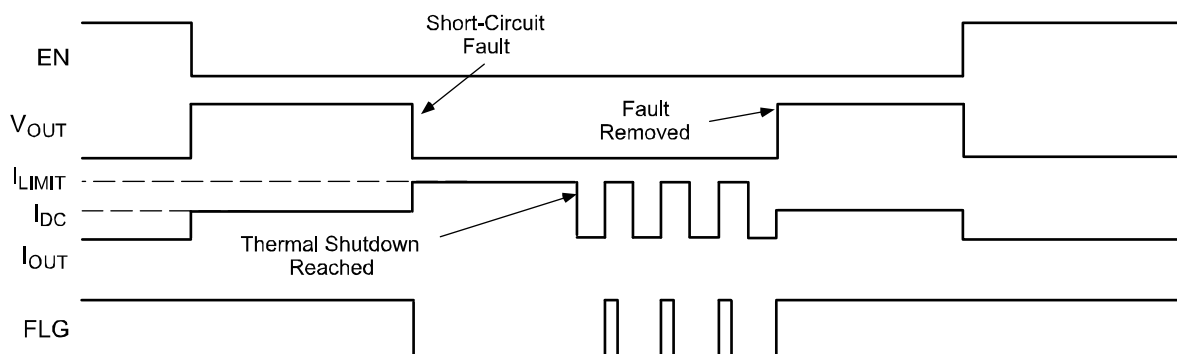 Short-Circuit
Fault
EN
Fault
Removed
VOUT
ILIMIT
IDC
Thermal Shutdown
Reached
IOUT
FLG